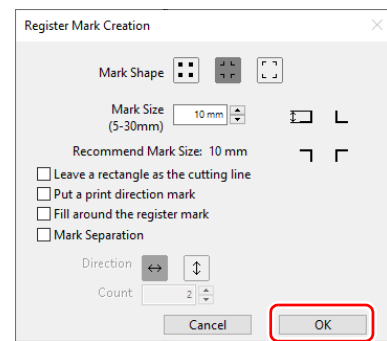 Register Mark Creation
Mark Shape
Mark Size
(5-30mm)
10 mm
Recommend Mark Size: 10 mm
Leave a rectangle as the cutting line
Put a print direction mark
Fill around the register mark
Mark Separation
Direction
Count
2
Cancel
OK